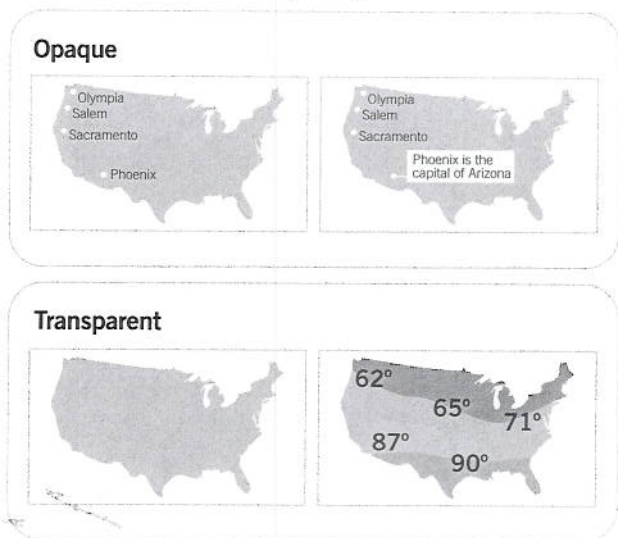 Opaque
Olympia
Salem
Sacramento
Phoenix
Olympia
Salem
Sacramento
Phoenix is the
capital of Arizona
Transparent
62°
65°
71°
87°
90°